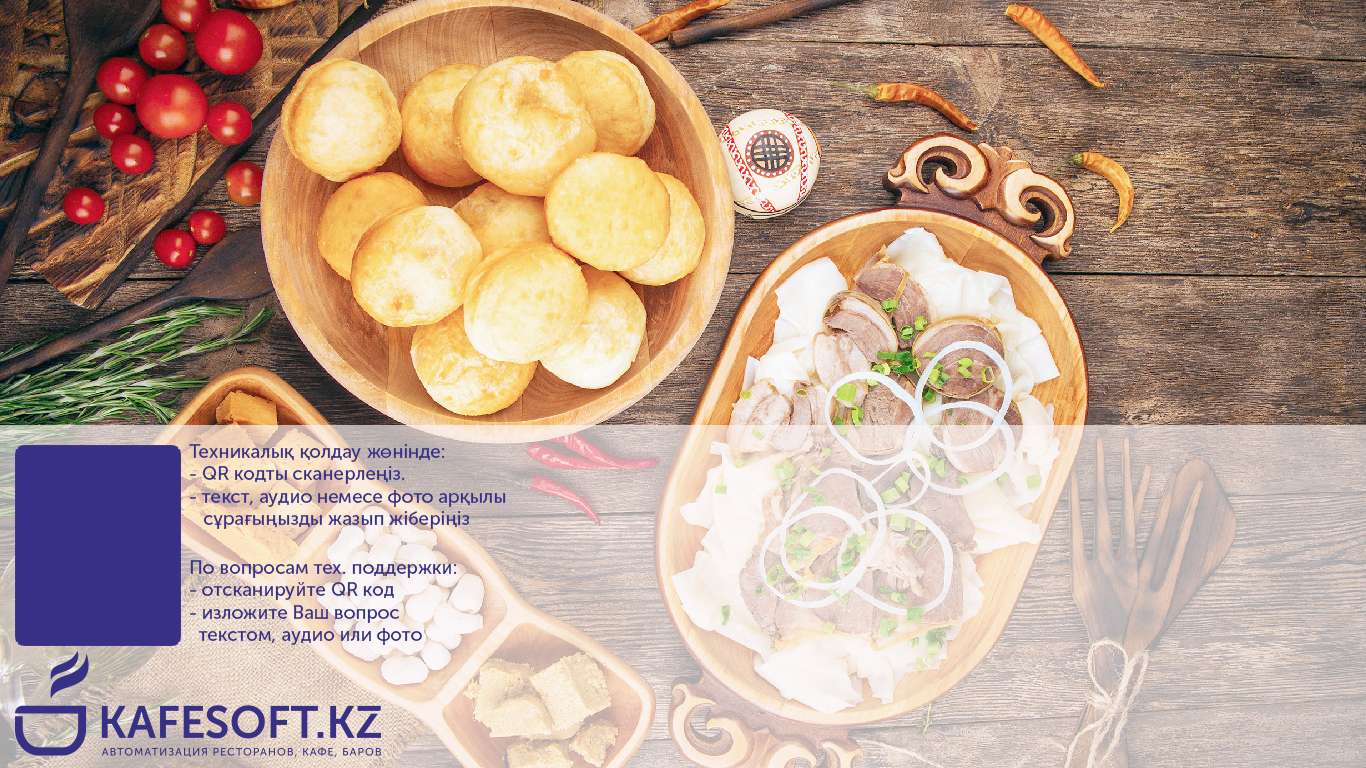 Техникалық қолдау жөнінде:
- QR кодты сканерлеңіз.
- текст, аудио немесе фото арқылы
сұрағыңызды жазып жіберіңіз
По вопросам тех. поддержки:
- отсканируйте QR код
- изложите Ваш вопрос
текстом, аудио или фото
KAFESOFT.KZ
АВТОМАТИЗАЦИЯ РЕСТОРАНОВ, КАФЕ, БАРОВ